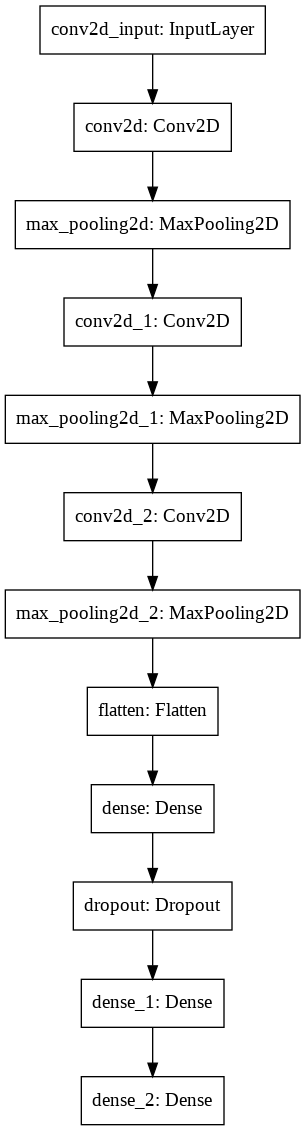 conv2d_input: InputLayer
conv2d: Conv2D
max_pooling2d: MaxPooling2D
conv2d_1: Conv2D
max_pooling2d_1: MaxPooling2D
conv2d_2: Conv2D
max_pooling2d_2: MaxPooling2D
flatten: Flatten
dense: Dense
dropout: Dropout
dense_1: Dense
dense_2: Dense